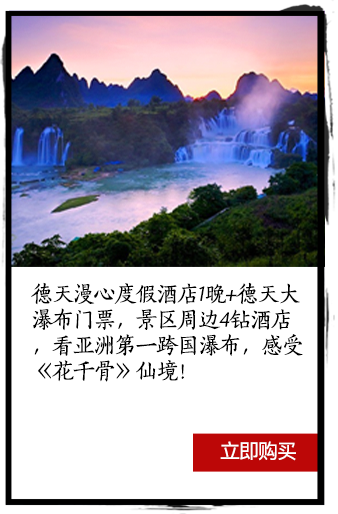 德天漫心度假酒店1晚+德天大
瀑布门票，景区周边4钻酒店
，看亚洲第一跨国瀑布，感受
《花千骨》仙境!
立即购买